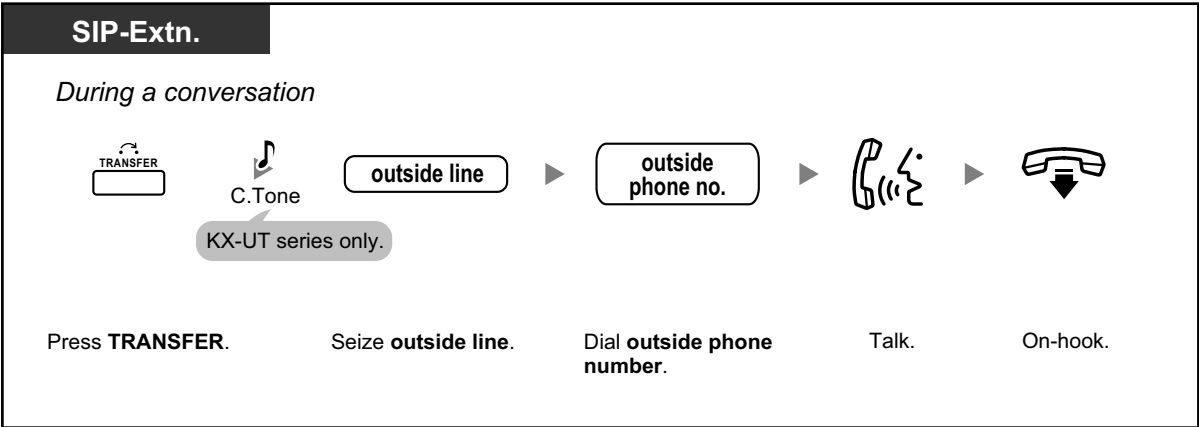 SIP-Extn.
During a conversation
TRANSFER
C.Tone
KX-UT series only.
outside line
outside
phone no.
Press TRANSFER.
Seize outside line.
Dial outside phone
number.
Talk.
On-hook.